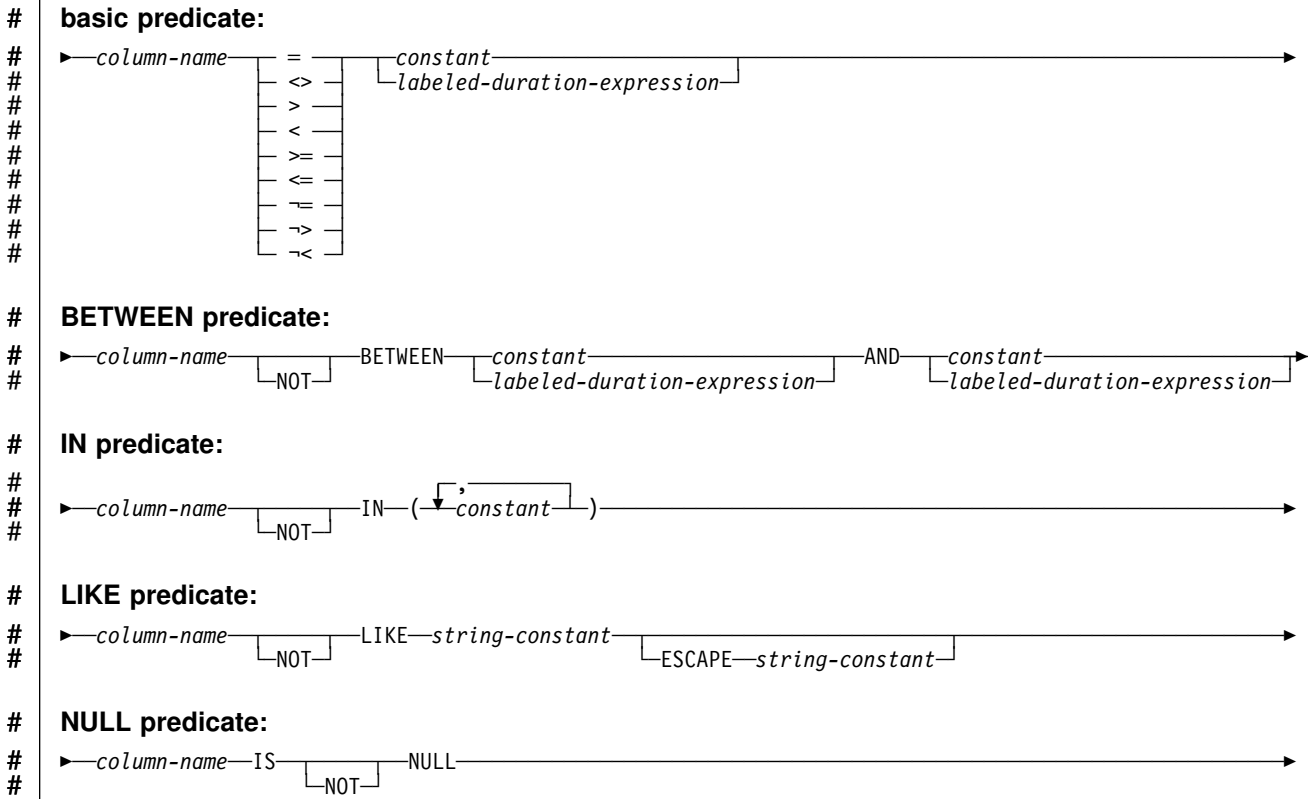 # basic predicate:
# column-name = constant
# <> labeled-duration-expression
# >
# <
# >=
# <=
# ¬=
# ¬>
# ¬<
# BETWEEN predicate:
# column-name BETWEEN constant AND constant
# NOT labeled-duration-expression labeled-duration-expression
# IN predicate:
# ,
# column-name IN ( constant )
# NOT
# LIKE predicate:
# column-name LIKE string-constant
# NOT ESCAPE string-constant
# NULL predicate:
# column-name IS NULL
# NOT